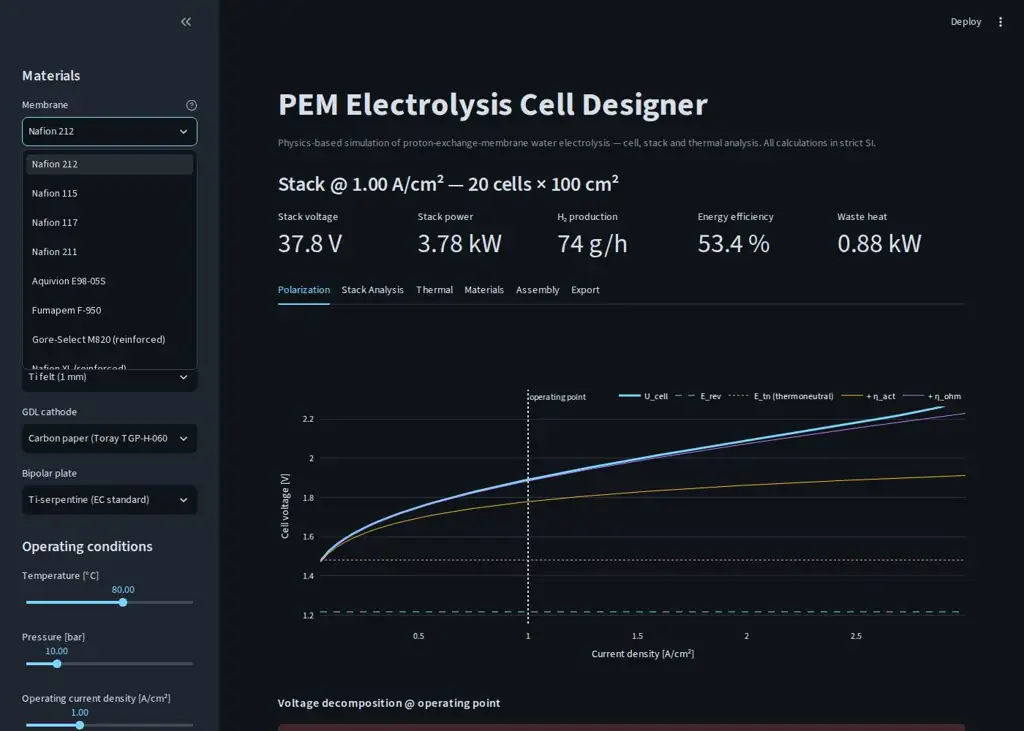 Deploy
Materials
Membrane
Nafion 212
Nafion 212
Nafion 115
Nafion 117
Nafion 211
Aquivion E98-05S
Fumapem F-950
Gore-Select M820 (reinforced)
Nafion XL (reinforced)
Ti felt (1 mm)
GDL cathode
Carbon paper (Toray TGP-H-060
Bipolar plate
Ti-serpentine (EC standard)
Operating conditions
Temperature [°C]
80.00
Pressure [bar]
10.00
Operating current density [A/cm²]
1.00
PEM Electrolysis Cell Designer
Physics-based simulation of proton-exchange-membrane water electrolysis — cell, stack and thermal analysis. All calculations in strict SI.
Stack @ 1.00 A/cm² — 20 cells × 100 cm²
Stack voltage
37.8 V
Stack power
3.78 kW
H₂ production
74 g/h
Energy efficiency
53.4 %
Waste heat
0.88 kW
Polarization Stack Analysis Thermal Materials Assembly Export
operating point
U_cell E_rev E_tn (thermoneutral) + η_act + η_ohm
Cell voltage [V]
2.2
2
1.8
1.6
1.4
1.2
0.5 1 1.5 2 2.5
Current density [A/cm²]
Voltage decomposition @ operating point